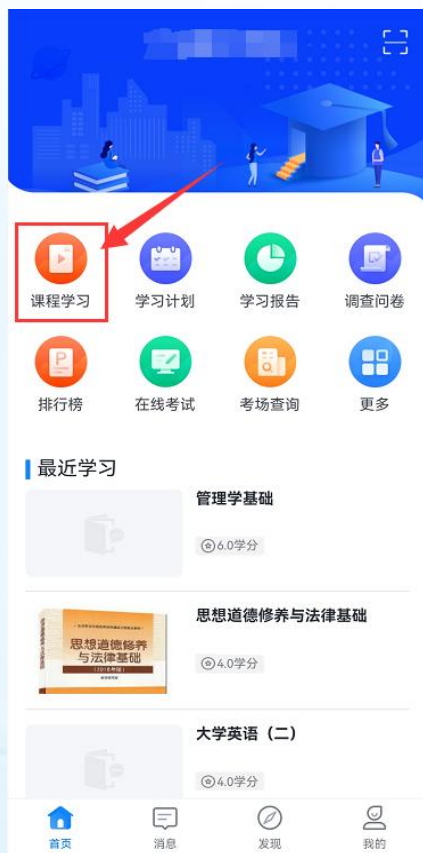 课程学习
学习计划
学习报告
调查问卷
排行榜
在线考试
考场查询
更多
最近学习
管理学基础
6.0学分
思想道德修养与法律基础
思想道德修养
与法律基础
4.0学分
大学英语（二）
4.0学分
首页
消息
发现
我的